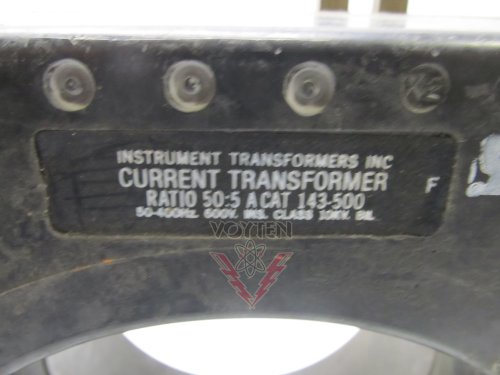 X2
INSTRUMENT TRANSFORMERS INC
CURRENT TRANSFORMER
F
RATIO 50:5 A CAT 143-500
50-400HZ. 600V. INS. CLASS 10KV. BIL
VOYTEN